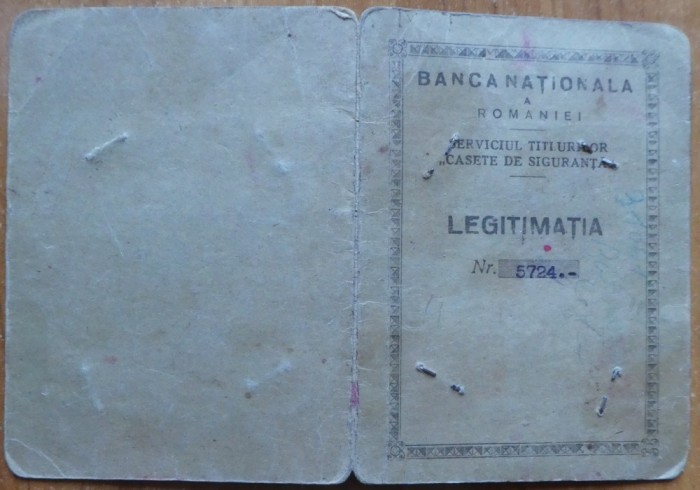 BANCA NAȚIONALA
A
ROMANIEI
SERVICIUL TITLURILOR
„CASETE DE SIGURANȚA”
LEGITIMAȚIA
Nr. 5724.-